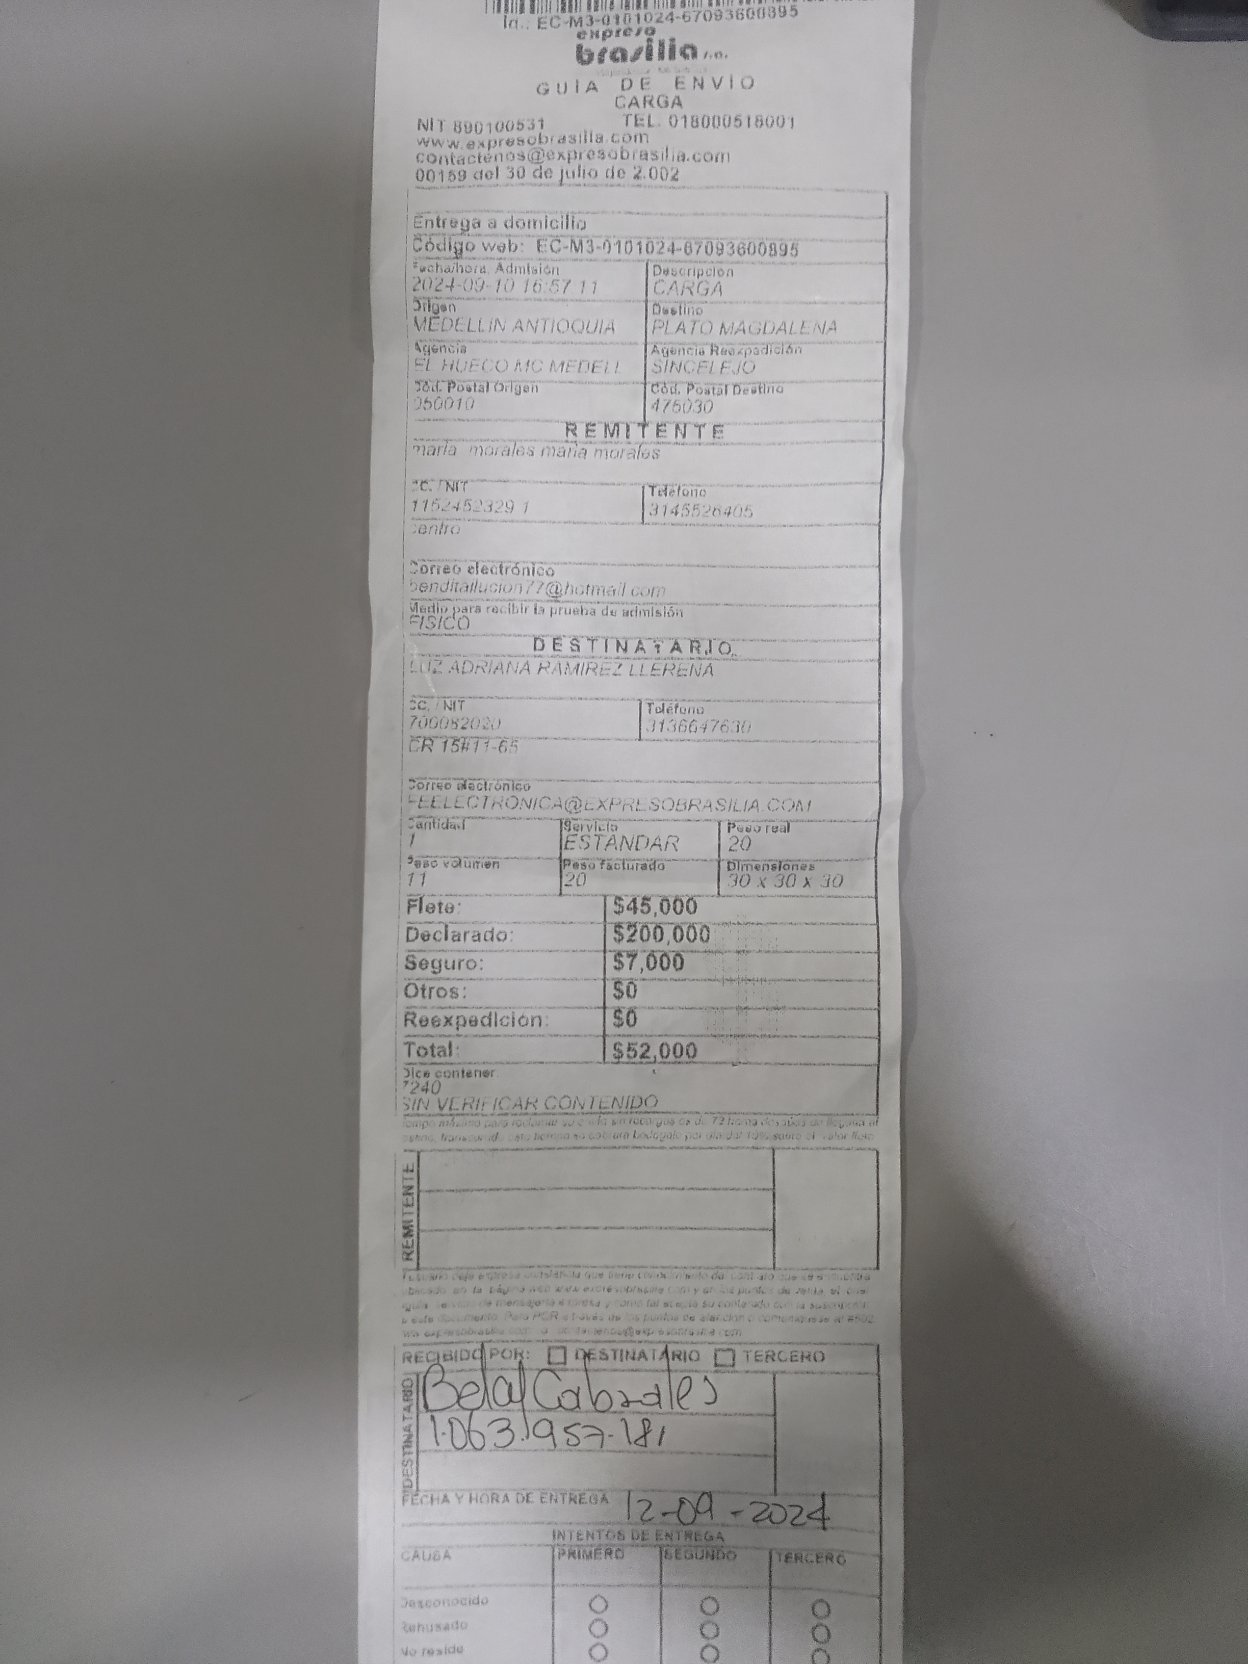 Id.: EC-M3-0101024-67093600895
expreso
brasilia s.a.
GUIA DE ENVIO
CARGA
NIT 890100531 TEL. 018000518001
www.expresobrasilia.com
contactenos@expresobrasilia.com
00159 del 30 de julio de 2.002
Entrega a domicilio
Código web: EC-M3-0101024-67093600895
Fecha/hora Admisión Descripción
2024-09-10 16:57:11 CARGA
Origen Destino
MEDELLIN ANTIOQUIA PLATO MAGDALENA
Agencia Agencia Reexpedición
EL HUECO MC MEDELL SINCELEJO
Cód. Postal Origen Cód. Postal Destino
050010 475030
REMITENTE
maria morales maria morales
CC. / NIT Teléfono
1152452329 1 3145526405
centro
Correo electrónico
benditailucion77@hotmail.com
Medio para recibir la prueba de admisión
FISICO
DESTINATARIO
LUZ ADRIANA RAMIREZ LLERENA
CC. / NIT Teléfono
700082020 3136647630
CR 15#11-65
Correo electrónico
FEELECTRONICA@EXPRESOBRASILIA.COM
Cantidad Servicio Peso real
1 ESTANDAR 20
Peso volumen Peso facturado Dimensiones
11 20 30 x 30 x 30
Flete: $45,000
Declarado: $200,000
Seguro: $7,000
Otros: $0
Reexpedicion: $0
Total: $52,000
Dice contener
7240
SIN VERIFICAR CONTENIDO
REMITENTE
RECIBIDO POR: DESTINATARIO TERCERO
DESTINATARIO
Belal Cabrales
1.063.957.181
FECHA Y HORA DE ENTREGA 12-09-2024
INTENTOS DE ENTREGA
CAUSA PRIMERO SEGUNDO TERCERO
Desconocido
Rehusado
No reside